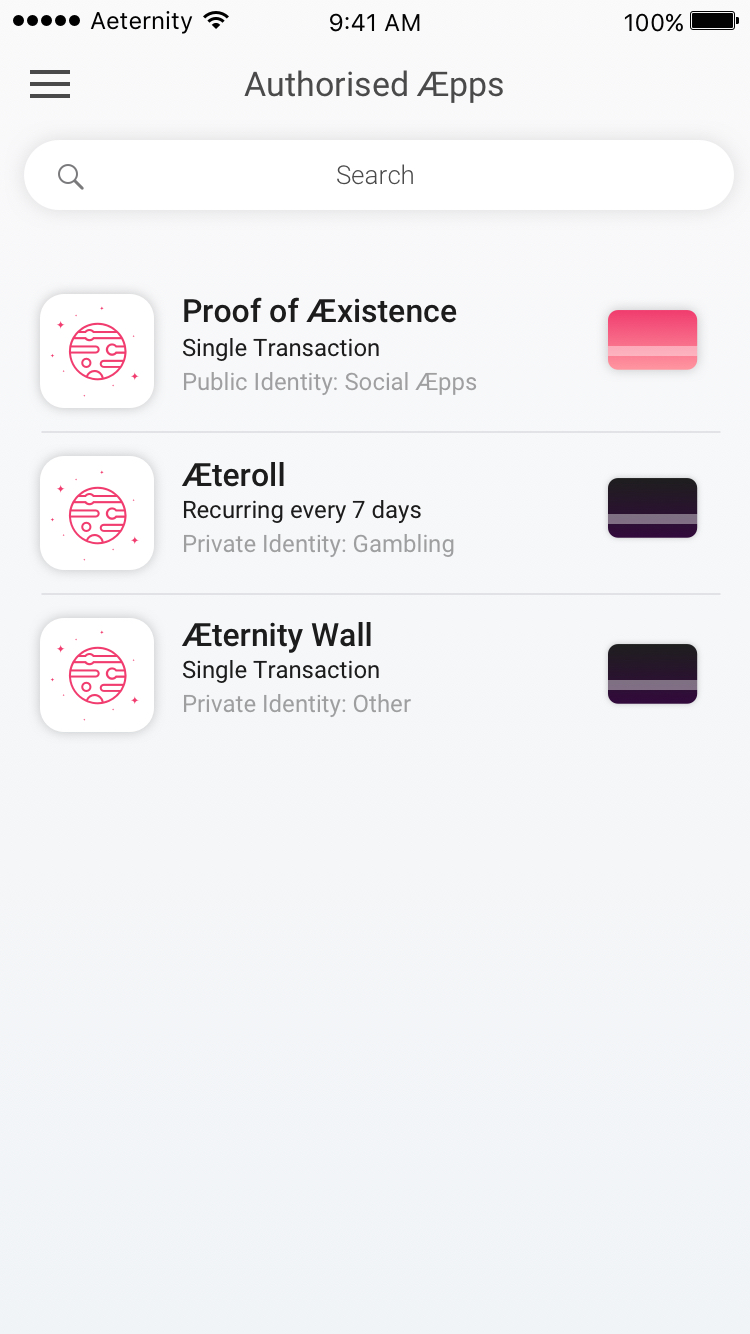 Aeternity 9:41 AM 100%
Authorised Æpps
Search
Proof of Æxistence
Single Transaction
Public Identity: Social Æpps
Æteroll
Recurring every 7 days
Private Identity: Gambling
Æternity Wall
Single Transaction
Private Identity: Other